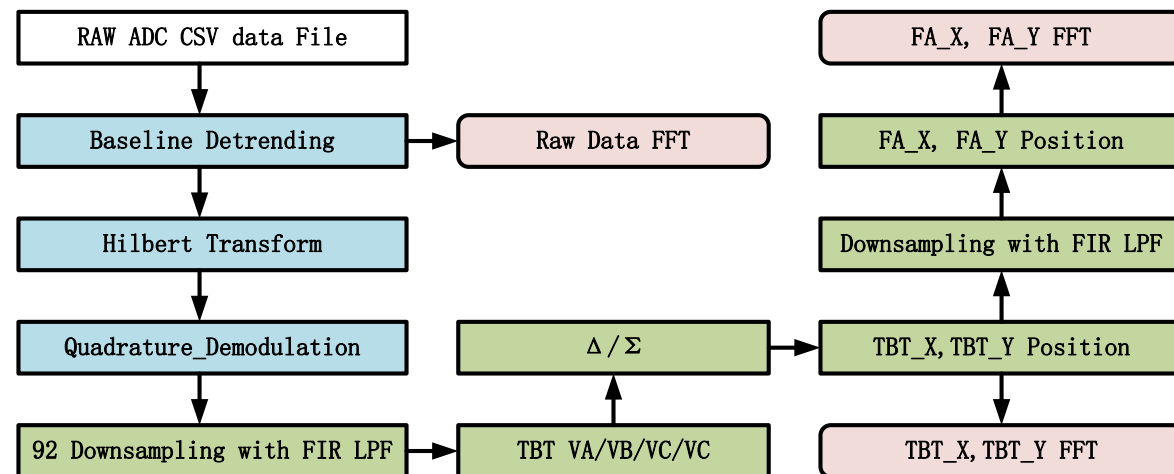 RAW ADC CSV data File
Baseline Detrending
Raw Data FFT
Hilbert Transform
Quadrature_Demodulation
92 Downsampling with FIR LPF
TBT VA/VB/VC/VC
Δ/Σ
TBT_X,TBT_Y Position
TBT_X,TBT_Y FFT
Downsampling with FIR LPF
FA_X, FA_Y Position
FA_X, FA_Y FFT